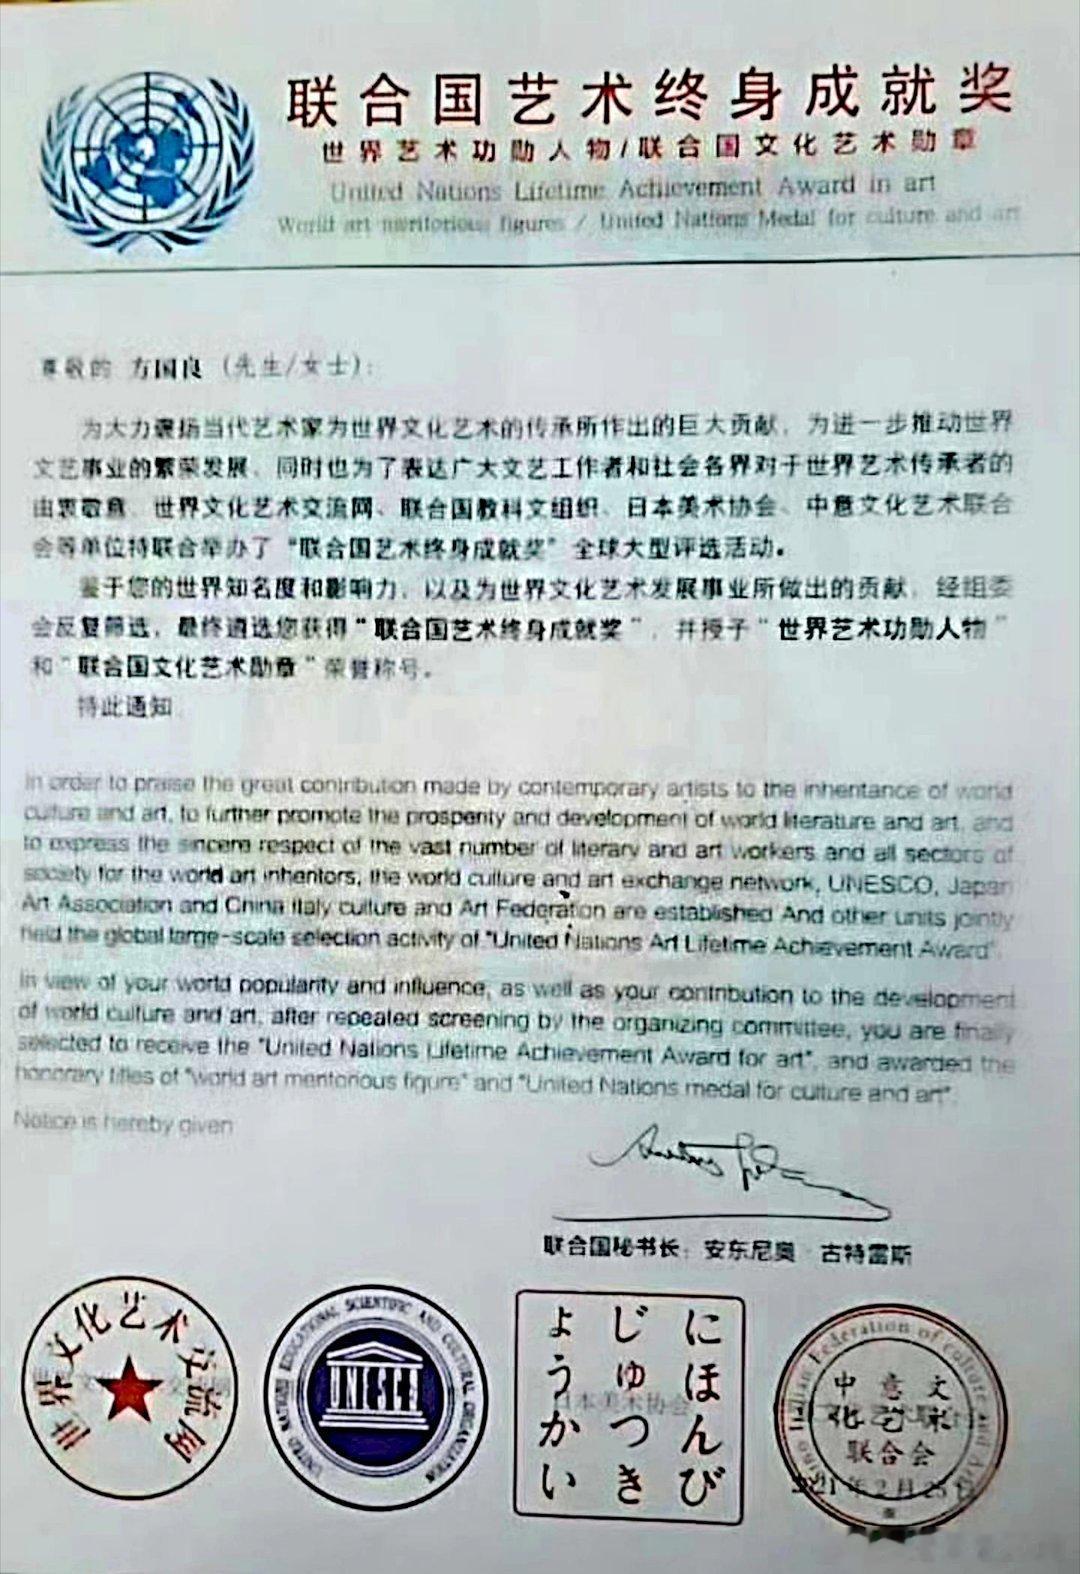 联合国艺术终身成就奖
世界艺术功勋人物/联合国文化艺术勋章
United Nations Lifetime Achievement Award in art
World art meritorious figures / United Nations Medal for culture and art
尊敬的 方国良 (先生/女士):
为大力褒扬当代艺术家为世界文化艺术的传承所作出的巨大贡献，为进一步推动世界
文艺事业的繁荣发展、同时也为了表达广大文艺工作者和社会各界对于世界艺术传承者的
由衷敬意，世界文化艺术交流网、联合国教科文组织、日本美术协会、中意文化艺术联合
会等单位特联合举办了“联合国艺术终身成就奖”全球大型评选活动。
鉴于您的世界知名度和影响力，以及为世界文化艺术发展事业所做出的贡献，经组委
会反复筛选，最终遴选您获得“联合国艺术终身成就奖”，并授予“世界艺术功勋人物”
和“联合国文化艺术勋章”荣誉称号。
特此通知
In order to praise the great contribution made by contemporary artists to the inheritance of world
culture and art, to further promote the prosperity and development of world literature and art, and
to express the sincere respect of the vast number of literary and art workers and all sectors of
society for the world art inheritors, the world culture and art exchange network, UNESCO, Japan
Art Association and China Italy culture and Art Federation are established And other units jointly
held the global large-scale selection activity of "United Nations Art Lifetime Achievement Award".
In view of your world popularity and influence, as well as your contribution to the development
of world culture and art, after repeated screening by the organizing committee, you are finally
selected to receive the "United Nations Lifetime Achievement Award for art", and awarded the
honorary titles of "world art meritorious figure" and "United Nations medal for culture and art".
Notice is hereby given
联合国秘书长：安东尼奥·古特雷斯
世界文化艺术交流网
UNITED NATIONS EDUCATIONAL SCIENTIFIC AND CULTURAL ORGANIZATION
にほんび
じゅつき
ょうかい
日本美术协会
Italian Federation of culture and Art
中意文
化艺术
联合会
2021年2月25日